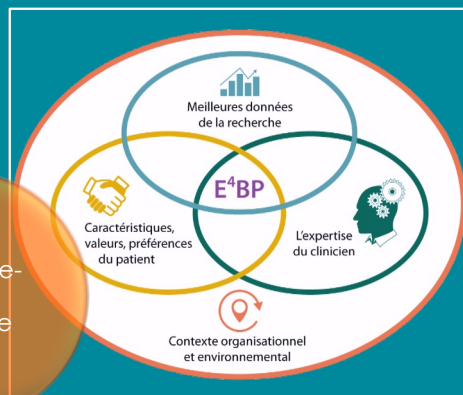 Meilleures données
de la recherche
E⁴BP
Caractéristiques,
valeurs, préférences
du patient
L'expertise
du clinicien
e-
e
Contexte organisationnel
et environnemental